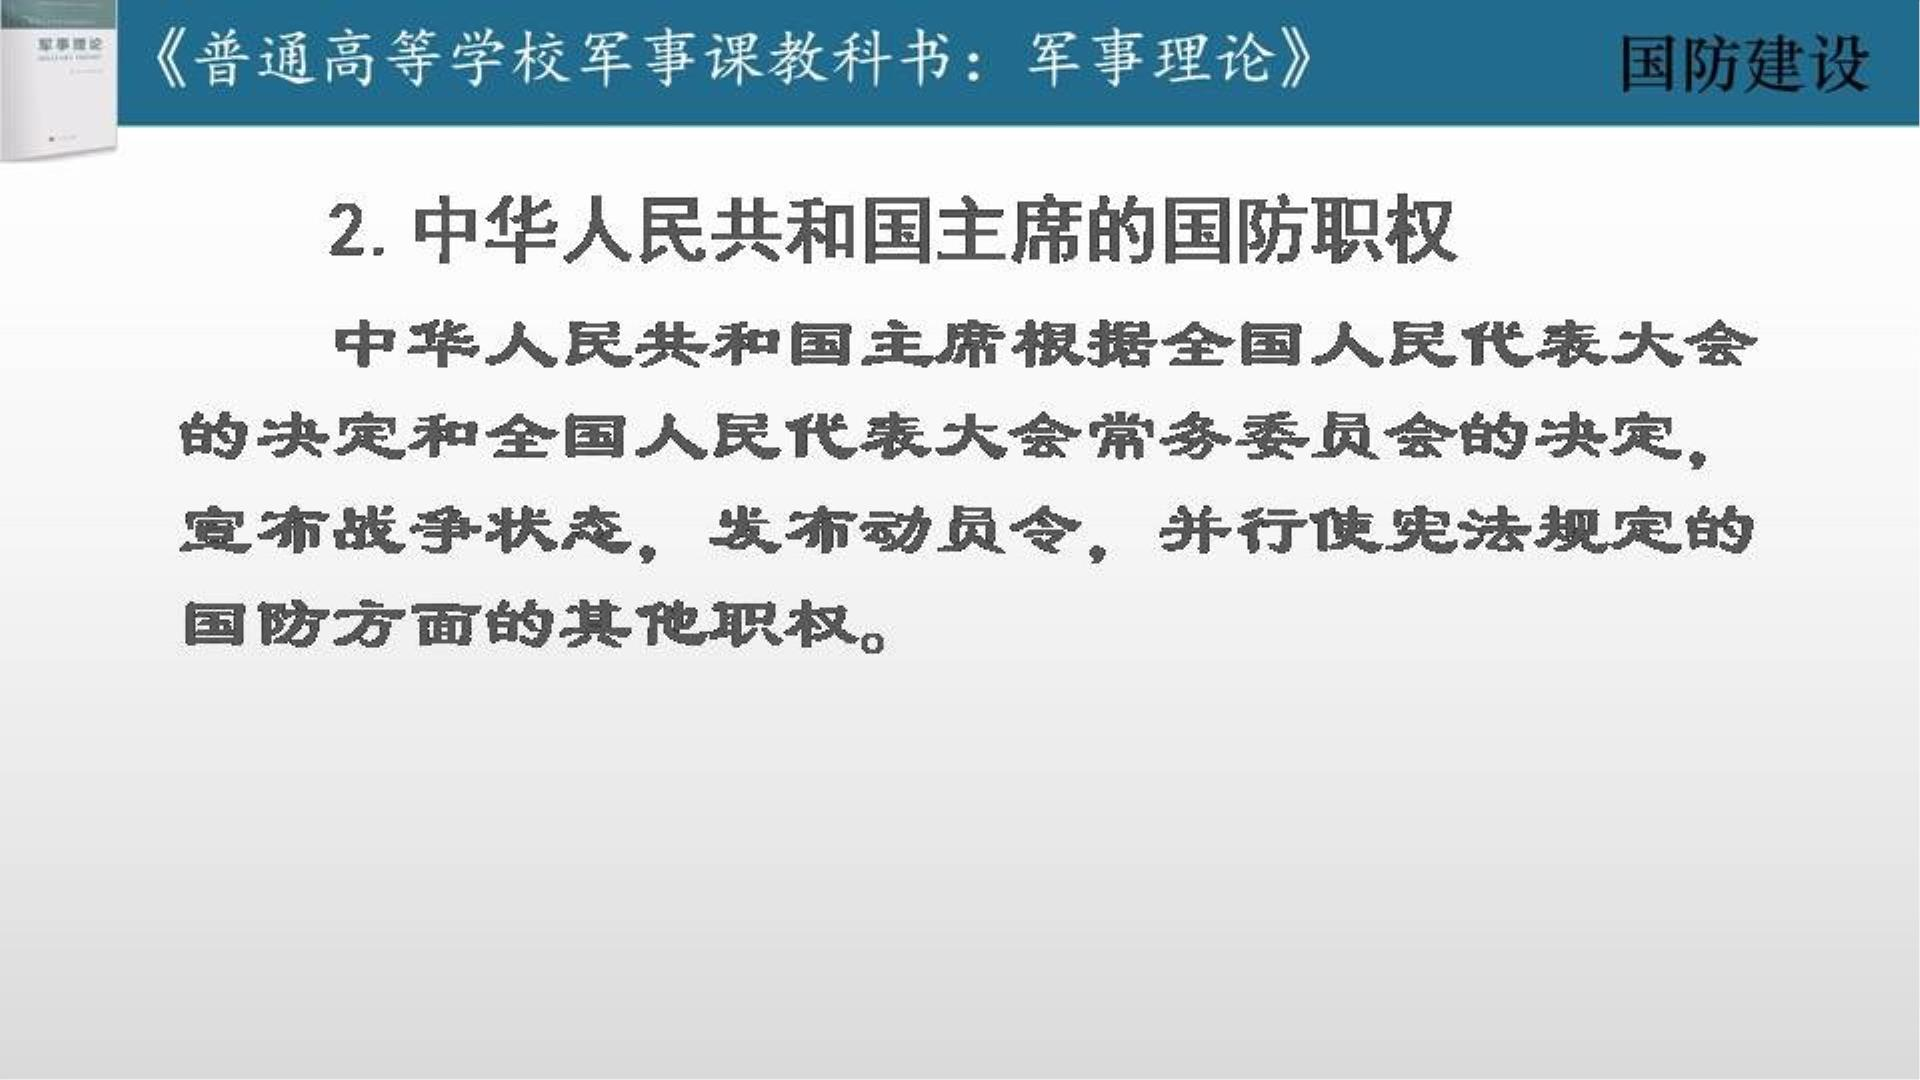 军事理论
《普通高等学校军事课教科书：军事理论》
国防建设
2.中华人民共和国主席的国防职权
中华人民共和国主席根据全国人民代表大会
的决定和全国人民代表大会常务委员会的决定，
宣布战争状态，发布动员令，并行使宪法规定的
国防方面的其他职权。